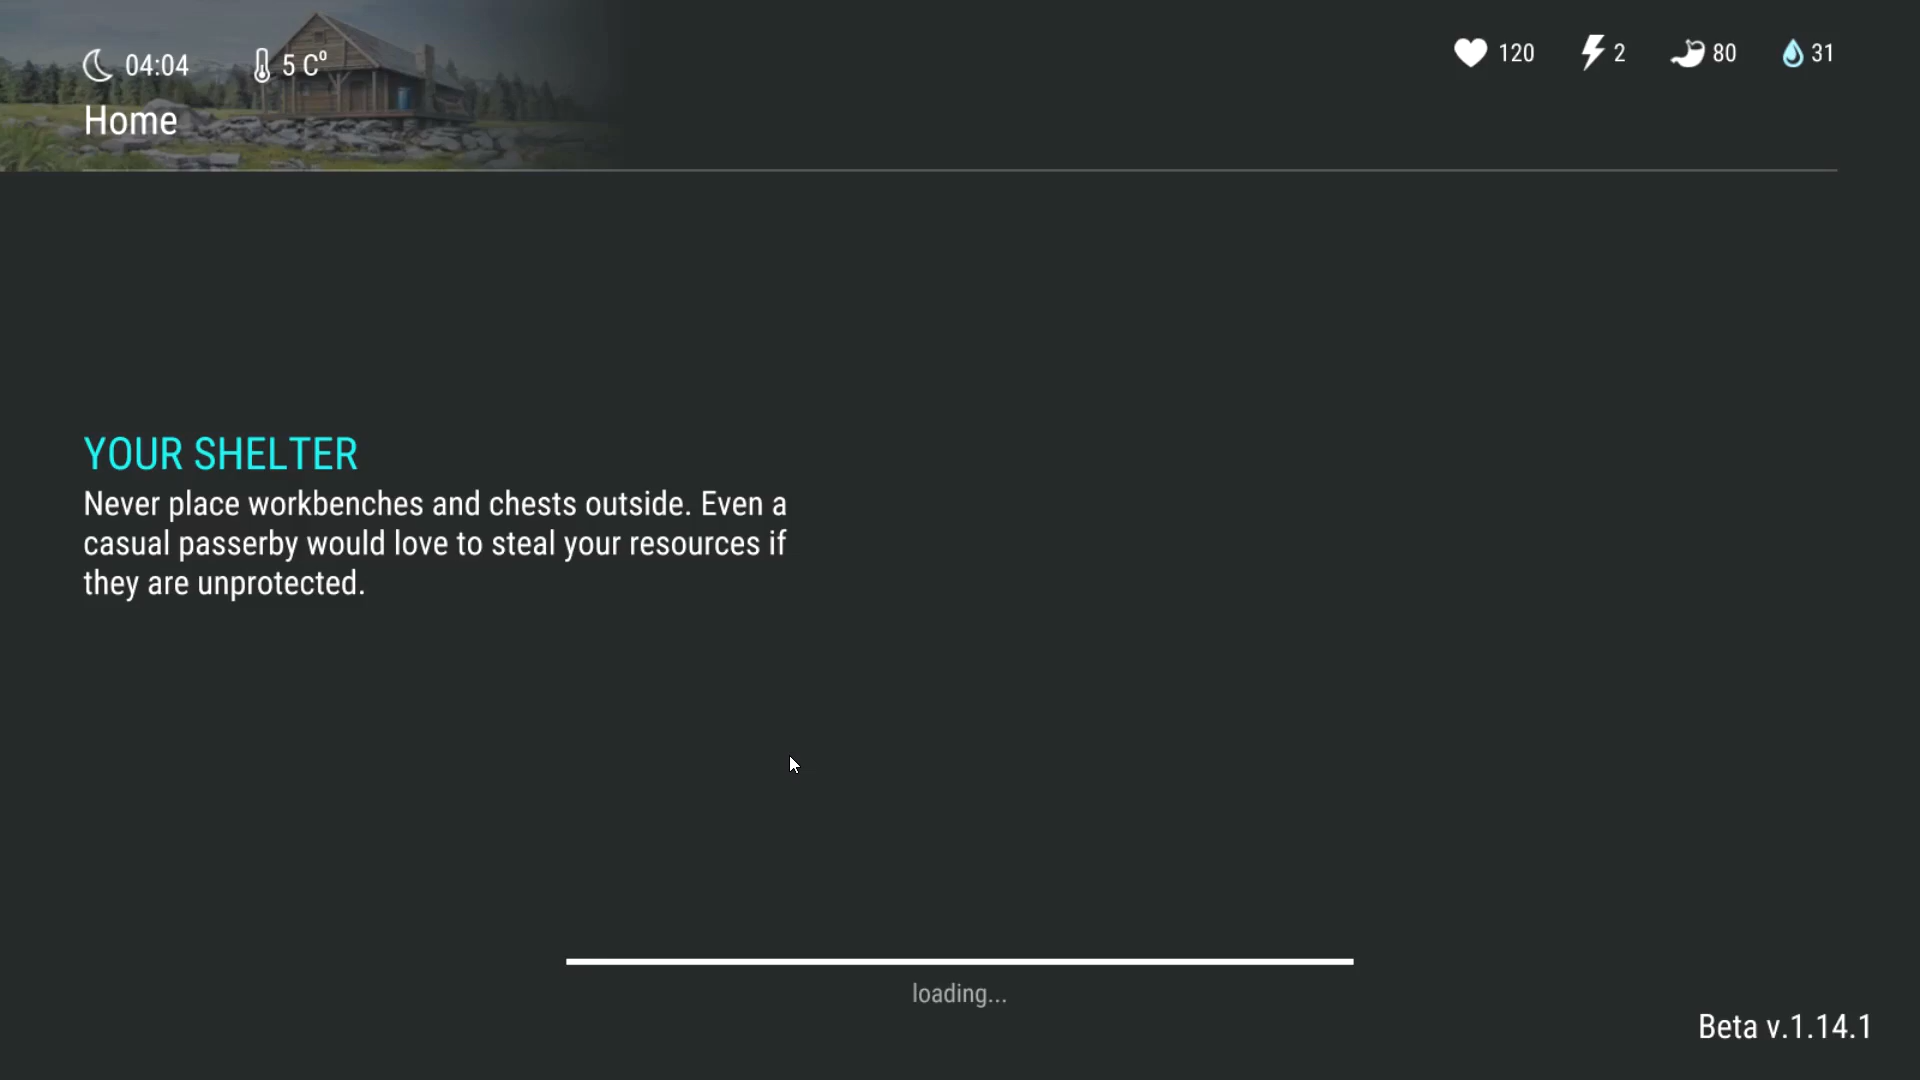 04:04 5 Cº
120 2 80 31
Home
YOUR SHELTER
Never place workbenches and chests outside. Even a
casual passerby would love to steal your resources if
they are unprotected.
loading...
Beta v.1.14.1